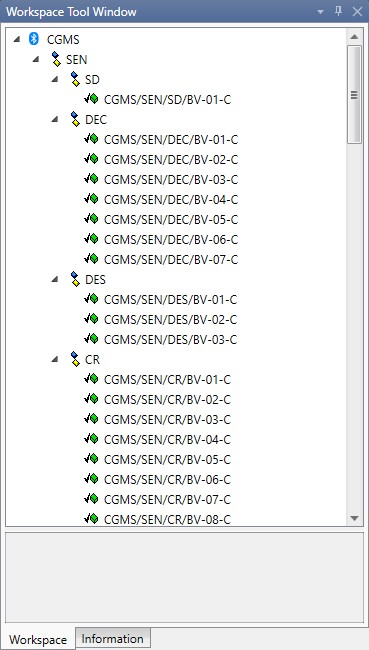 Workspace Tool Window
CGMS
SEN
SD
CGMS/SEN/SD/BV-01-C
DEC
CGMS/SEN/DEC/BV-01-C
CGMS/SEN/DEC/BV-02-C
CGMS/SEN/DEC/BV-03-C
CGMS/SEN/DEC/BV-04-C
CGMS/SEN/DEC/BV-05-C
CGMS/SEN/DEC/BV-06-C
CGMS/SEN/DEC/BV-07-C
DES
CGMS/SEN/DES/BV-01-C
CGMS/SEN/DES/BV-02-C
CGMS/SEN/DES/BV-03-C
CR
CGMS/SEN/CR/BV-01-C
CGMS/SEN/CR/BV-02-C
CGMS/SEN/CR/BV-03-C
CGMS/SEN/CR/BV-04-C
CGMS/SEN/CR/BV-05-C
CGMS/SEN/CR/BV-06-C
CGMS/SEN/CR/BV-07-C
CGMS/SEN/CR/BV-08-C
Workspace Information